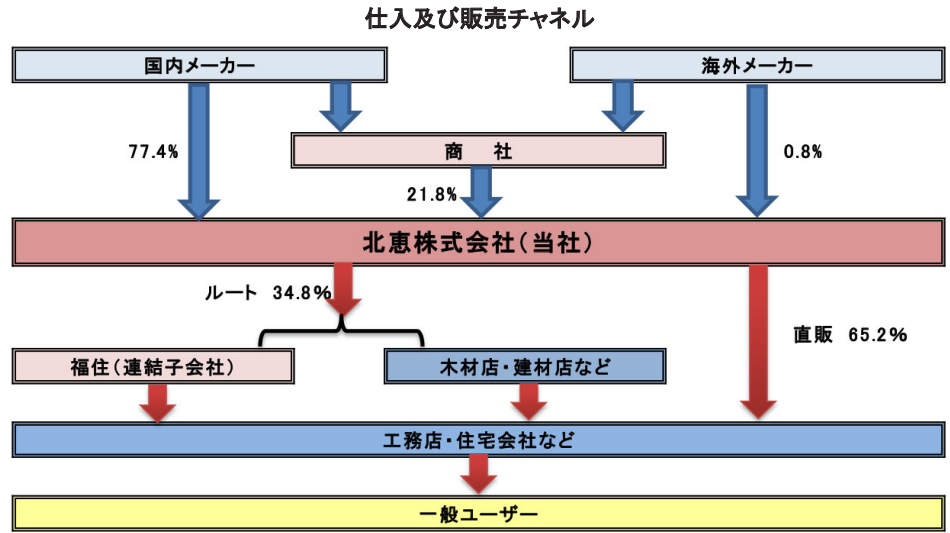 仕入及び販売チャネル
国内メーカー
海外メーカー
77.4%
商　社
0.8%
21.8%
北恵株式会社(当社)
ルート 34.8%
直販 65.2%
福住(連結子会社)
木材店・建材店など
工務店・住宅会社など
一般ユーザー